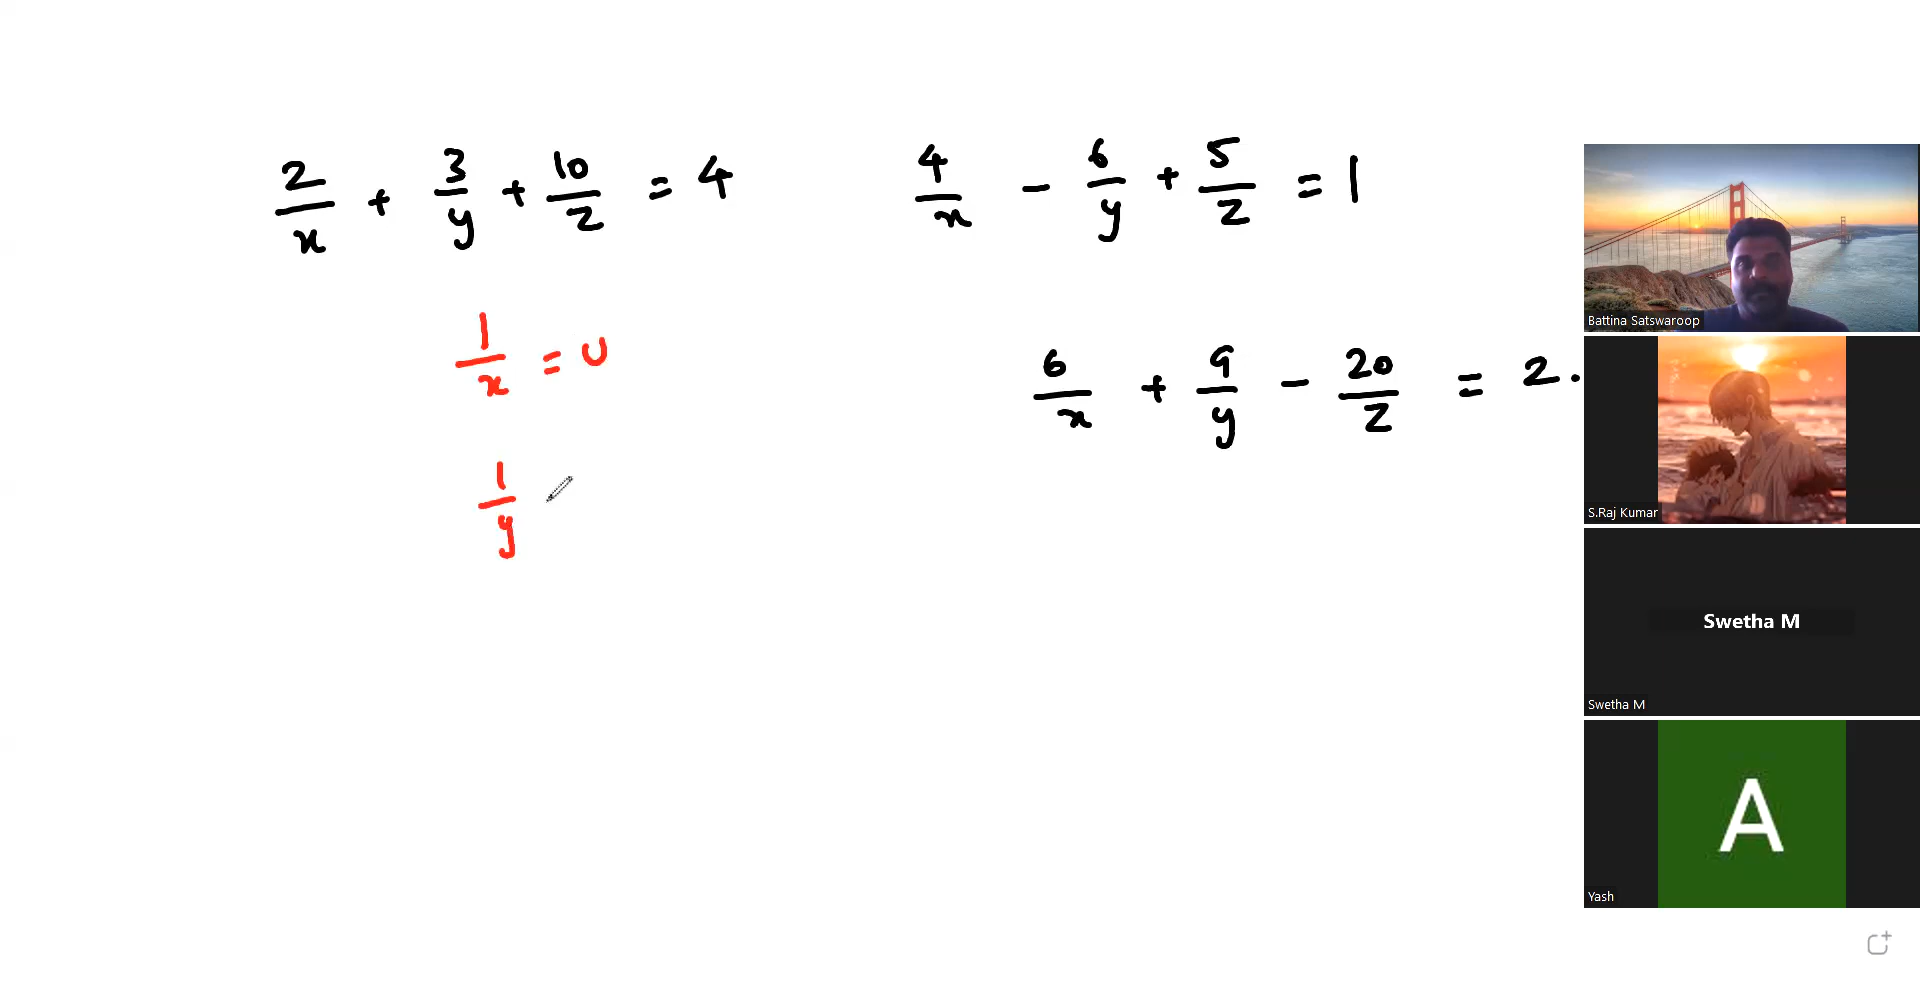 2/x + 3/y + 10/z = 4
4/x - 6/y + 5/z = 1
1/x = u
6/x + 9/y - 20/z = 2.
1/y
Battina Satswaroop
S.Raj Kumar
Swetha M
Swetha M
A
Yash